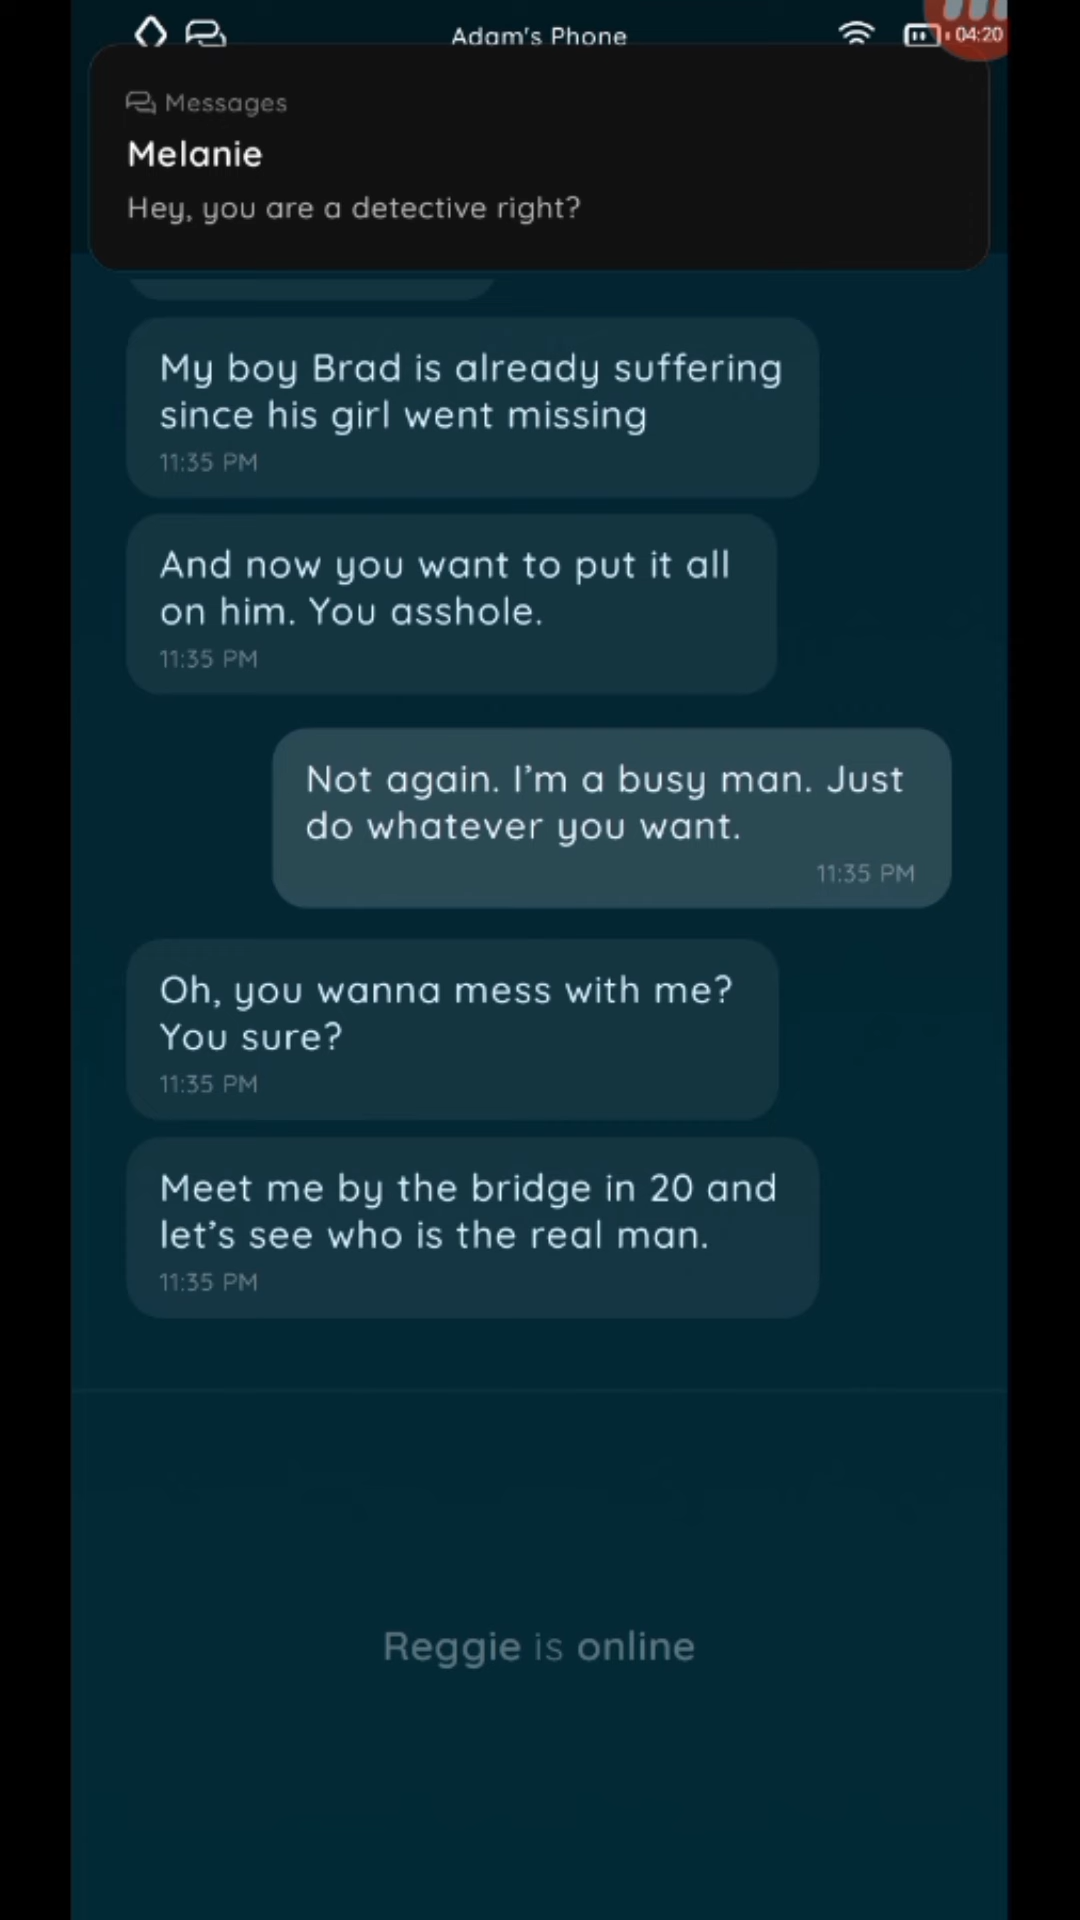 Adam's Phone
04:20
Messages
Melanie
Hey, you are a detective right?
My boy Brad is already suffering
since his girl went missing
11:35 PM
And now you want to put it all
on him. You asshole.
11:35 PM
Not again. I’m a busy man. Just
do whatever you want.
11:35 PM
Oh, you wanna mess with me?
You sure?
11:35 PM
Meet me by the bridge in 20 and
let’s see who is the real man.
11:35 PM
Reggie is online